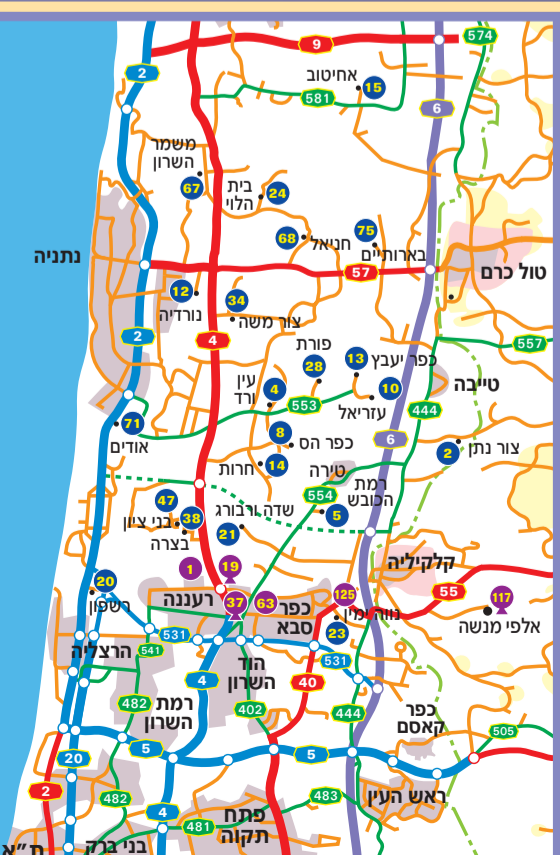 9
574
2
אחיטוב
15
581
6
משמר
השרון
67
בית
הלוי
24
68
חניאל
75
בארותיים
נתניה
57
טול כרם
12
נורדיה
34
צור משה
2
4
פורת
28
13
כפר יעבץ
557
עין
ורד
4
553
10
עזריאל
טייבה
444
71
אודים
8
כפר הס
6
2
צור נתן
14
חרות
טירה
רמת
הכובש
47
38
בני ציון
בצרה
שדה ורבורג
21
554
5
קלקיליה
1
19
20
רשפון
רעננה
37
63
כפר
סבא
125
נווה ימין
23
55
117
אלפי מנשה
531
541
הרצליה
הוד
השרון
531
4
40
482
רמת
השרון
402
444
כפר
קאסם
505
5
5
20
2
482
4
481
פתח
תקוה
483
ראש העין
בני ברק
ת"א